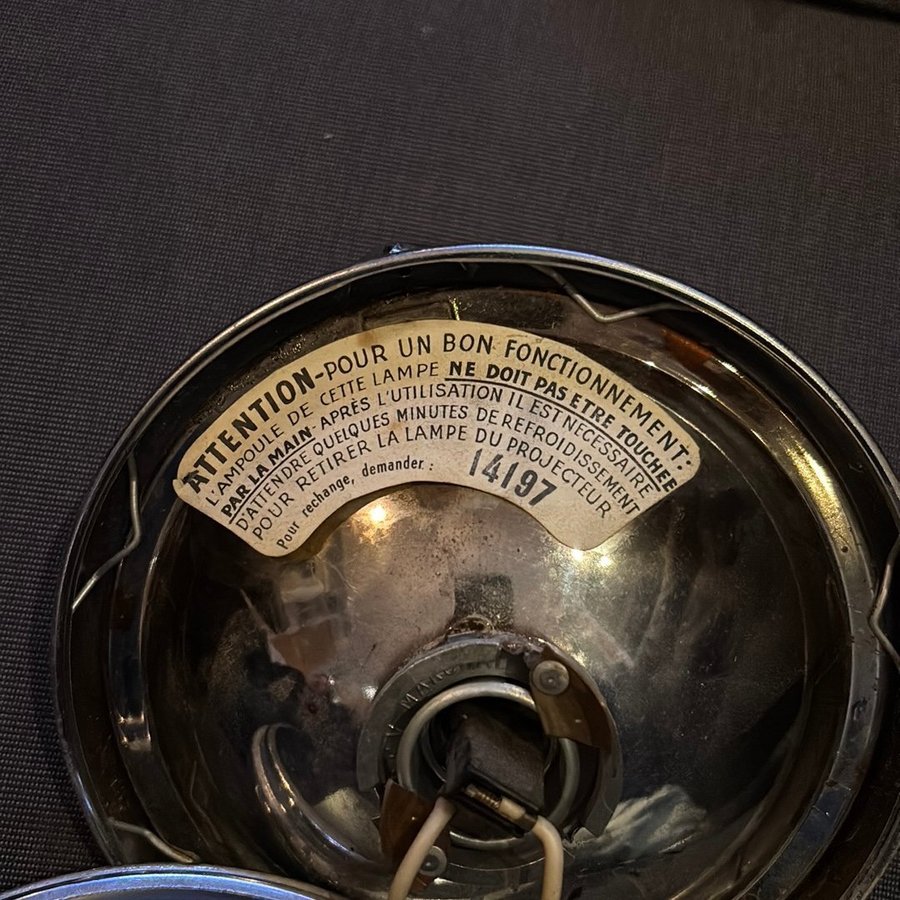 ATTENTION-POUR UN BON FONCTIONNEMENT:
L'AMPOULE DE CETTE LAMPE NE DOIT PAS ETRE TOUCHEE
PAR LA MAIN-APRÈS L'UTILISATION IL EST NÉCESSAIRE
D'ATTENDRE QUELQUES MINUTES DE REFROIDISSEMENT
POUR RETIRER LA LAMPE DU PROJECTEUR
Pour rechange, demander : 14197